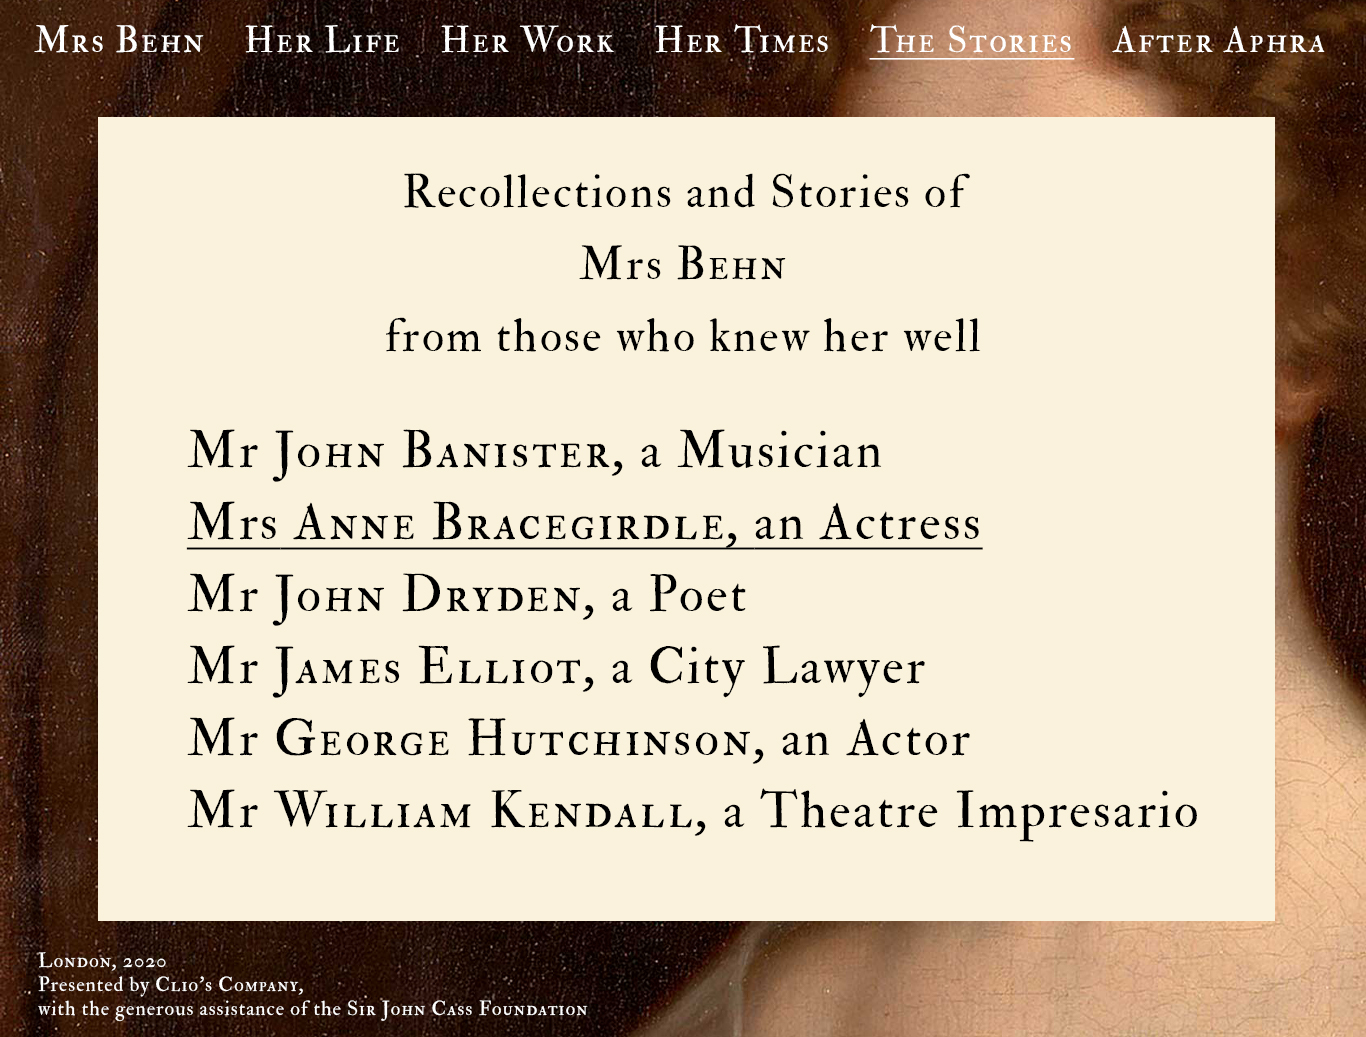 Mrs Behn Her Life Her Work Her Times The Stories After Aphra
Recollections and Stories of
Mrs Behn
from those who knew her well
Mr John Banister, a Musician
Mrs Anne Bracegirdle, an Actress
Mr John Dryden, a Poet
Mr James Elliot, a City Lawyer
Mr George Hutchinson, an Actor
Mr William Kendall, a Theatre Impresario
London, 2020
Presented by Clio's Company,
with the generous assistance of the Sir John Cass Foundation